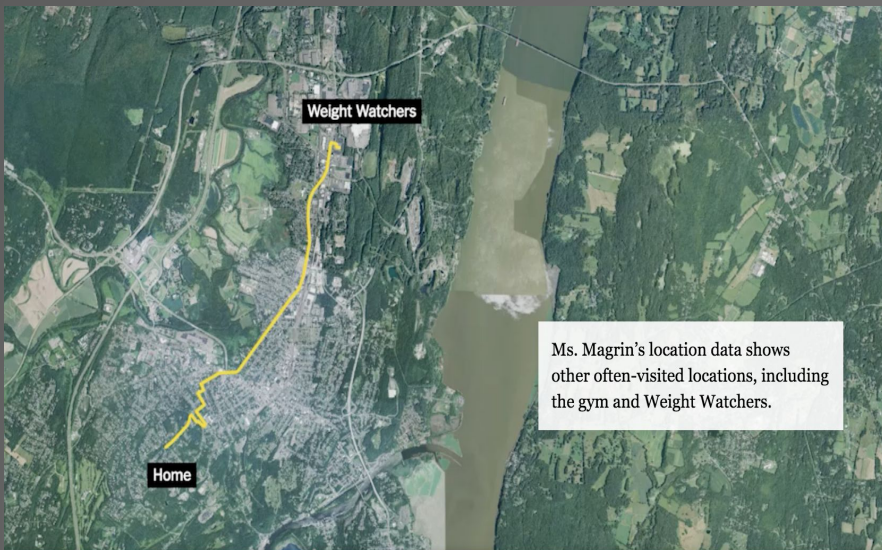 Weight Watchers
Ms. Magrin’s location data shows
other often-visited locations, including
the gym and Weight Watchers.
Home